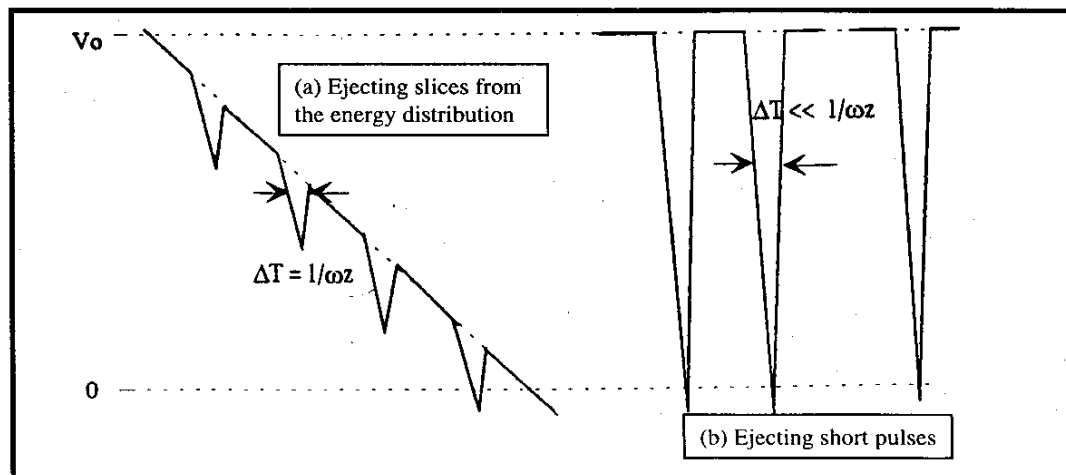 Vo
(a) Ejecting slices from
the energy distribution
ΔT << 1/ωz
ΔT = 1/ωz
0
(b) Ejecting short pulses